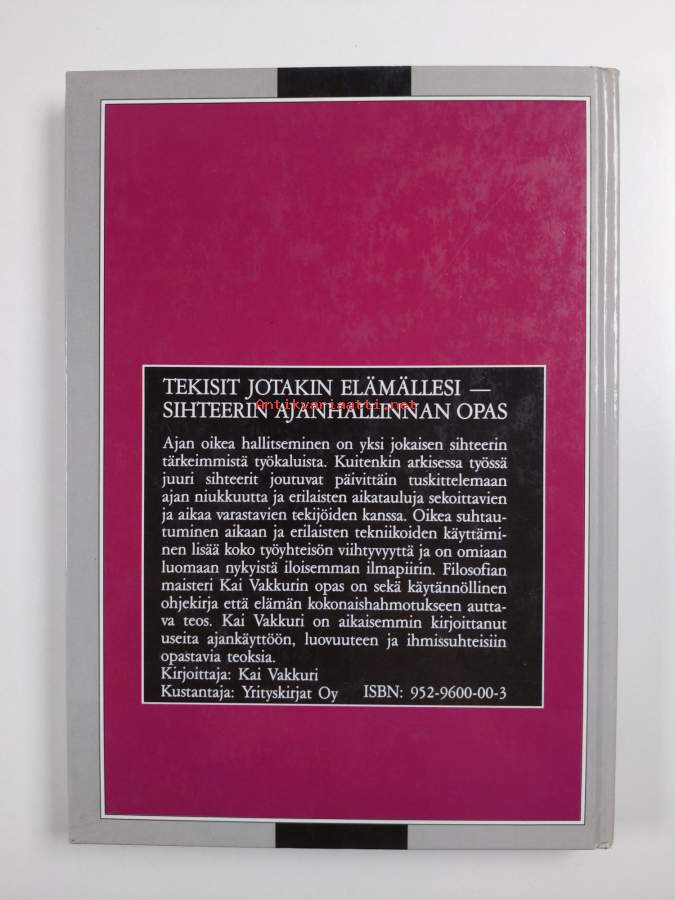 TEKISIT JOTAKIN ELÄMÄLLESI —
SIHTEERIN AJANHALLINNAN OPAS
Antikvariaatti.net
Ajan oikea hallitseminen on yksi jokaisen sihteerin
tärkeimmistä työkaluista. Kuitenkin arkisessa työssä
juuri sihteerit joutuvat päivittäin tuskittelemaan
ajan niukkuutta ja erilaisten aikatauluja sekoittavien
ja aikaa varastavien tekijöiden kanssa. Oikea suhtau-
tuminen aikaan ja erilaisten tekniikoiden käyttämi-
nen lisää koko työyhteisön viihtyvyyttä ja on omiaan
luomaan nykyistä iloisemman ilmapiirin. Filosofian
maisteri Kai Vakkurin opas on sekä käytännöllinen
ohjekirja että elämän kokonaishahmotukseen autta-
va teos. Kai Vakkuri on aikaisemmin kirjoittanut
useita ajankäyttöön, luovuuteen ja ihmissuhteisiin
opastavia teoksia.
Kirjoittaja: Kai Vakkuri
Kustantaja: Yrityskirjat Oy ISBN: 952-9600-00-3